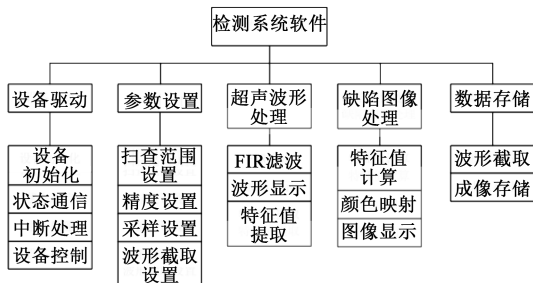 检测系统软件
设备驱动
参数设置
超声波形
处理
缺陷图像
处理
数据存储
设备
初始化
状态通信
中断处理
设备控制
扫查范围
设置
精度设置
采样设置
波形截取
设置
FIR滤波
波形显示
特征值
提取
特征值
计算
颜色映射
图像显示
波形截取
成像存储